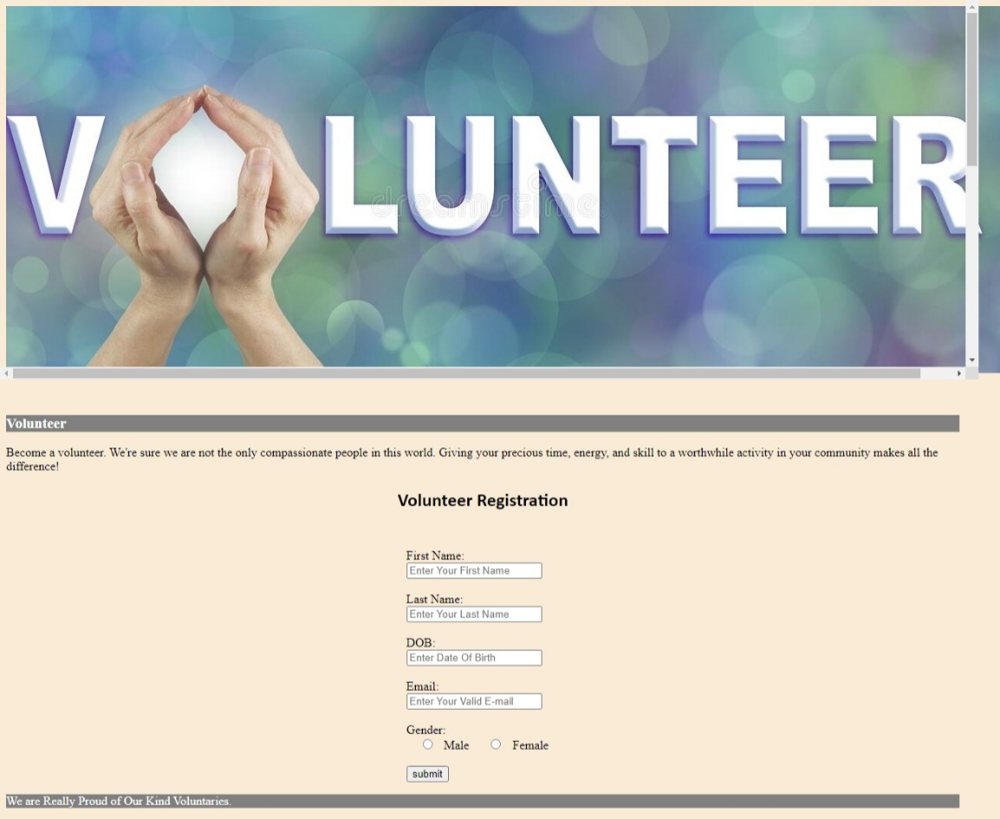 VOLUNTEER
dreamstime
Volunteer
Become a volunteer. We're sure we are not the only compassionate people in this world. Giving your precious time, energy, and skill to a worthwhile activity in your community makes all the
difference!
Volunteer Registration
First Name:
Enter Your First Name
Last Name:
Enter Your Last Name
DOB:
Enter Date Of Birth
Email:
Enter Your Valid E-mail
Gender:
Male Female
submit
We are Really Proud of Our Kind Voluntaries.